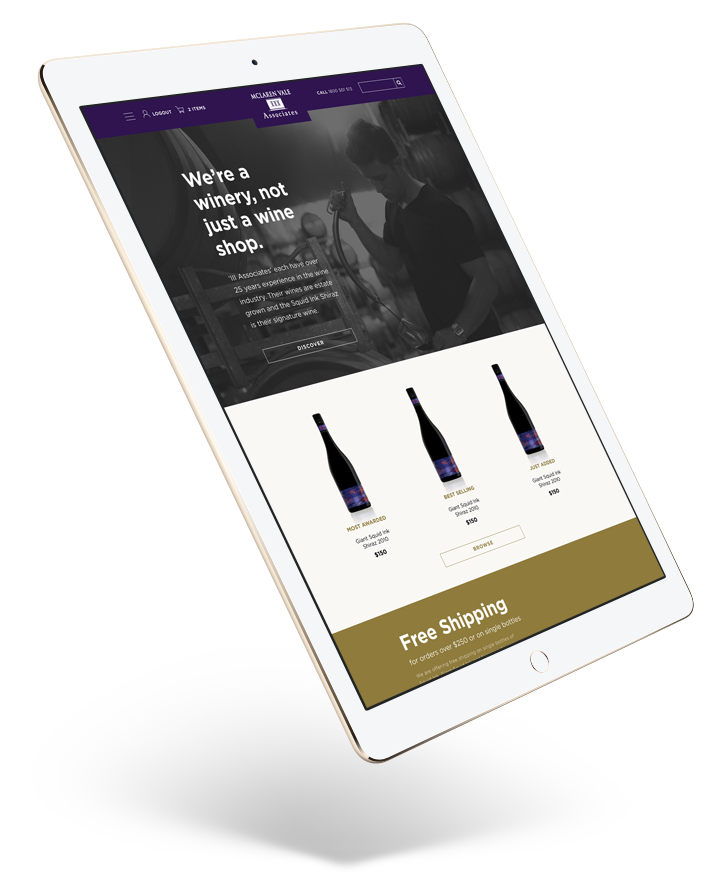 LOGOUT
2 ITEMS
MCLAREN VALE
III
Associates
CALL 1800 501 513
We're a
winery, not
just a wine
shop.
'III Associates' each have over
25 years experience in the wine
industry. Their wines are estate
grown and the Squid Ink Shiraz
is their signature wine.
DISCOVER
MOST AWARDED
Giant Squid Ink
Shiraz 2010
$150
BEST SELLING
Giant Squid Ink
Shiraz 2010
$150
JUST ADDED
Giant Squid Ink
Shiraz 2010
$150
BROWSE
Free Shipping
for orders over $250 or on single bottles
We are offering free shipping on single bottles of